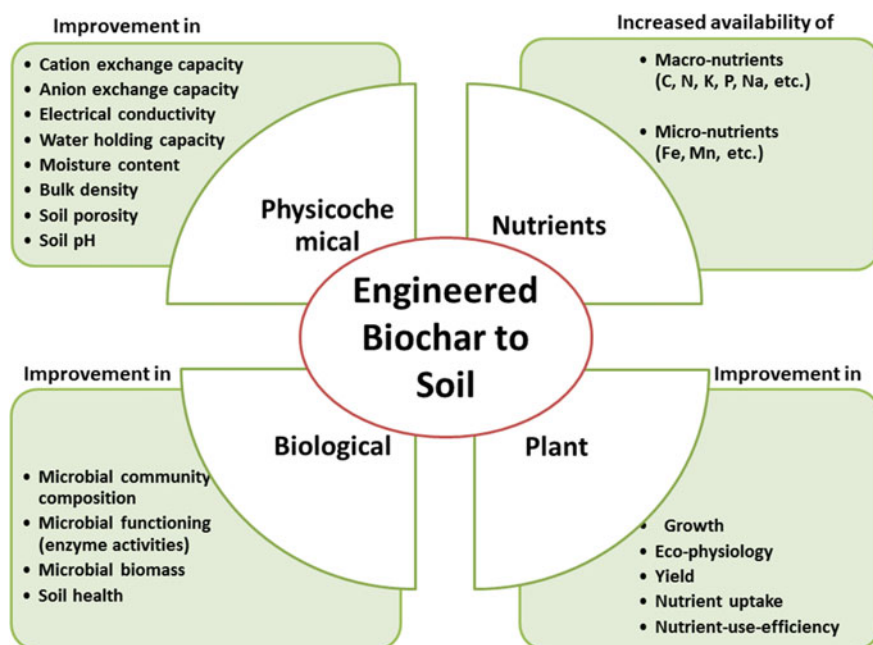 Improvement in
• Cation exchange capacity
• Anion exchange capacity
• Electrical conductivity
• Water holding capacity
• Moisture content
• Bulk density
• Soil porosity
• Soil pH
Physicoche
mical
Increased availability of
• Macro-nutrients
(C, N, K, P, Na, etc.)
• Micro-nutrients
(Fe, Mn, etc.)
Nutrients
Engineered
Biochar to
Soil
Improvement in
• Microbial community
composition
• Microbial functioning
(enzyme activities)
• Microbial biomass
• Soil health
Biological
Improvement in
• Growth
• Eco-physiology
• Yield
• Nutrient uptake
• Nutrient-use-efficiency
Plant